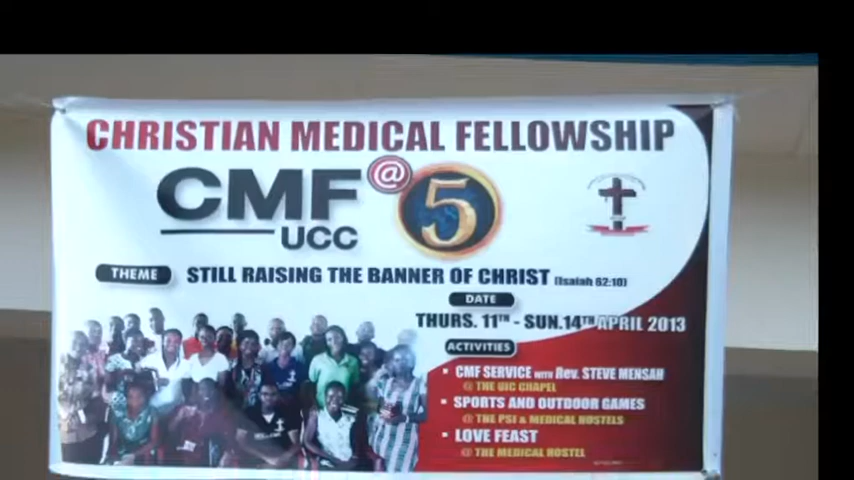 CHRISTIAN MEDICAL FELLOWSHIP
CMF@5
UCC
THEME STILL RAISING THE BANNER OF CHRIST (Isaiah 62:10)
DATE
THURS. 11TH - SUN. 14TH APRIL 2013
ACTIVITIES
CMF SERVICE WITH Rev. STEVE MENSAH
@ THE UIC CHAPEL
SPORTS AND OUTDOOR GAMES
@ THE PSI & MEDICAL HOSTELS
LOVE FEAST
@ THE MEDICAL HOSTEL